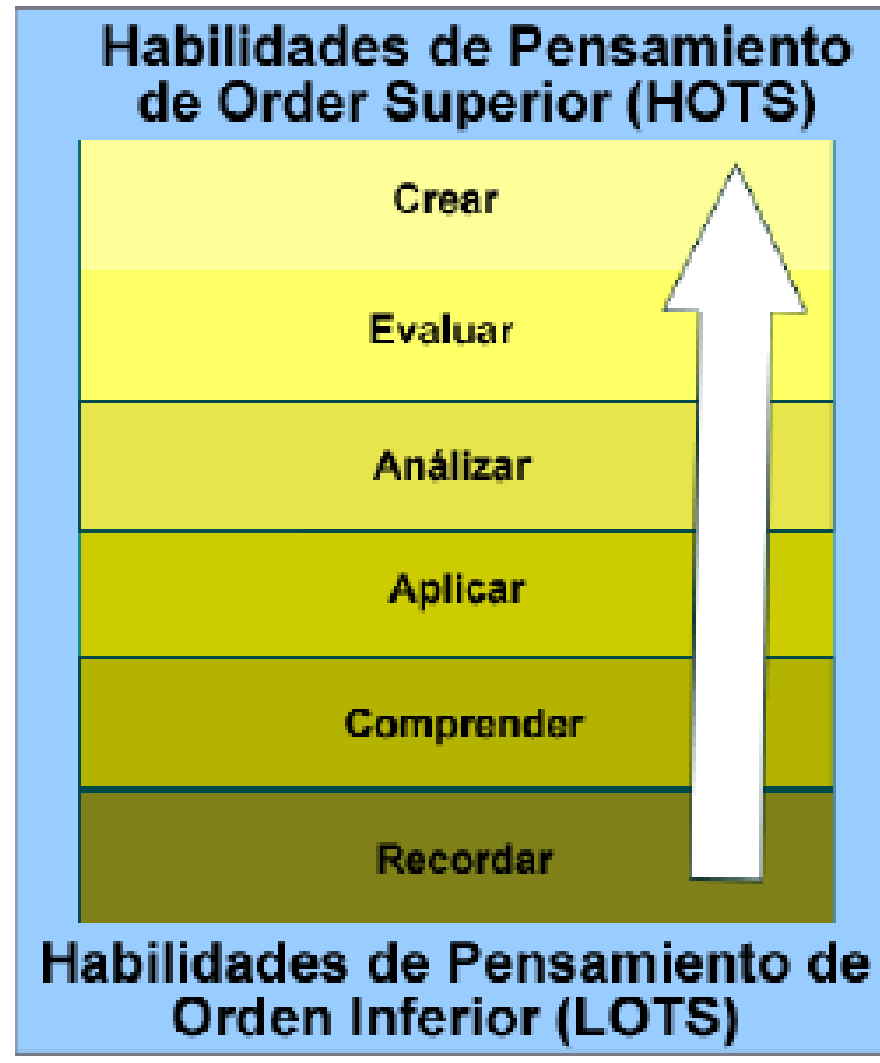 Habilidades de Pensamiento
de Order Superior (HOTS)
Crear
Evaluar
Análizar
Aplicar
Comprender
Recordar
Habilidades de Pensamiento de
Orden Inferior (LOTS)